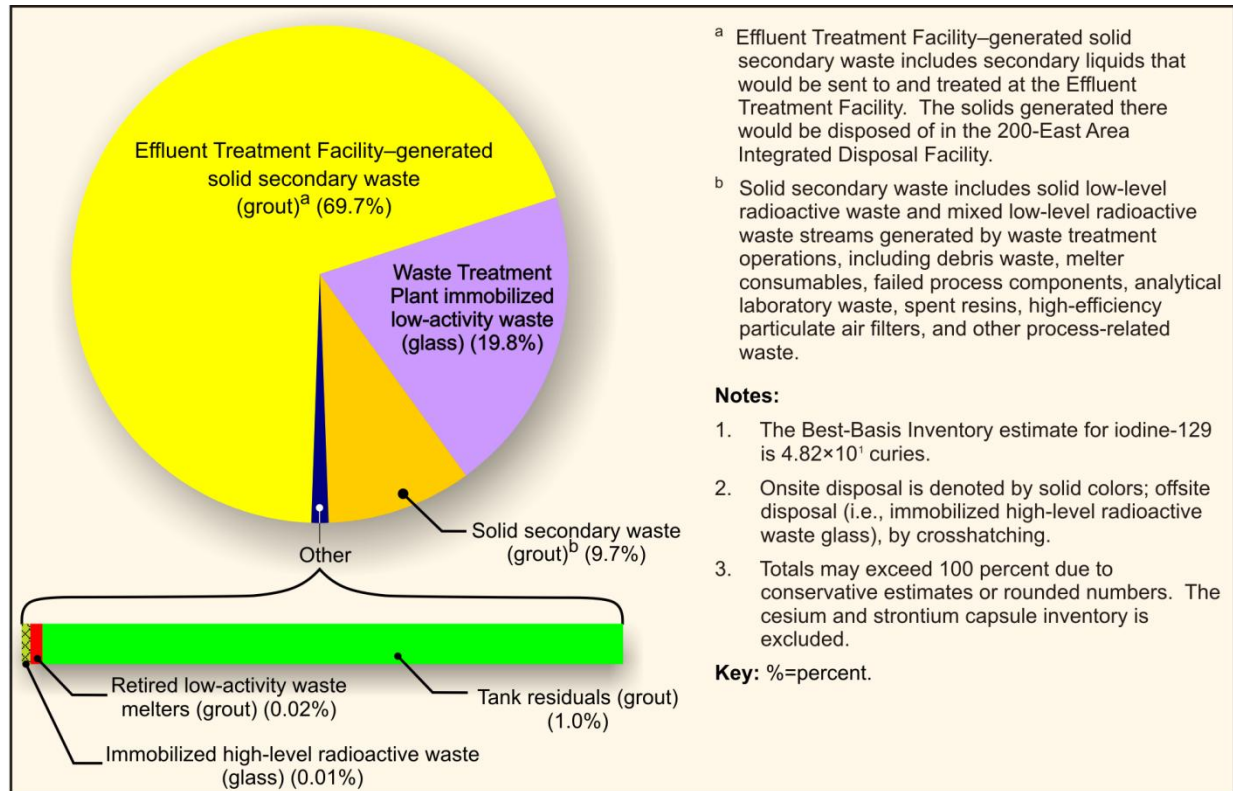 Effluent Treatment Facility–generated
solid secondary waste
(grout)a (69.7%)
Waste Treatment
Plant immobilized
low-activity waste
(glass) (19.8%)
Solid secondary waste
(grout)b (9.7%)
Other
Retired low-activity waste
melters (grout) (0.02%)
Tank residuals (grout)
(1.0%)
Immobilized high-level radioactive waste
(glass) (0.01%)
a Effluent Treatment Facility–generated solid
secondary waste includes secondary liquids that
would be sent to and treated at the Effluent
Treatment Facility. The solids generated there
would be disposed of in the 200-East Area
Integrated Disposal Facility.
b Solid secondary waste includes solid low-level
radioactive waste and mixed low-level radioactive
waste streams generated by waste treatment
operations, including debris waste, melter
consumables, failed process components, analytical
laboratory waste, spent resins, high-efficiency
particulate air filters, and other process-related
waste.
Notes:
1. The Best-Basis Inventory estimate for iodine-129
is 4.82×10¹ curies.
2. Onsite disposal is denoted by solid colors; offsite
disposal (i.e., immobilized high-level radioactive
waste glass), by crosshatching.
3. Totals may exceed 100 percent due to
conservative estimates or rounded numbers. The
cesium and strontium capsule inventory is
excluded.
Key: %=percent.